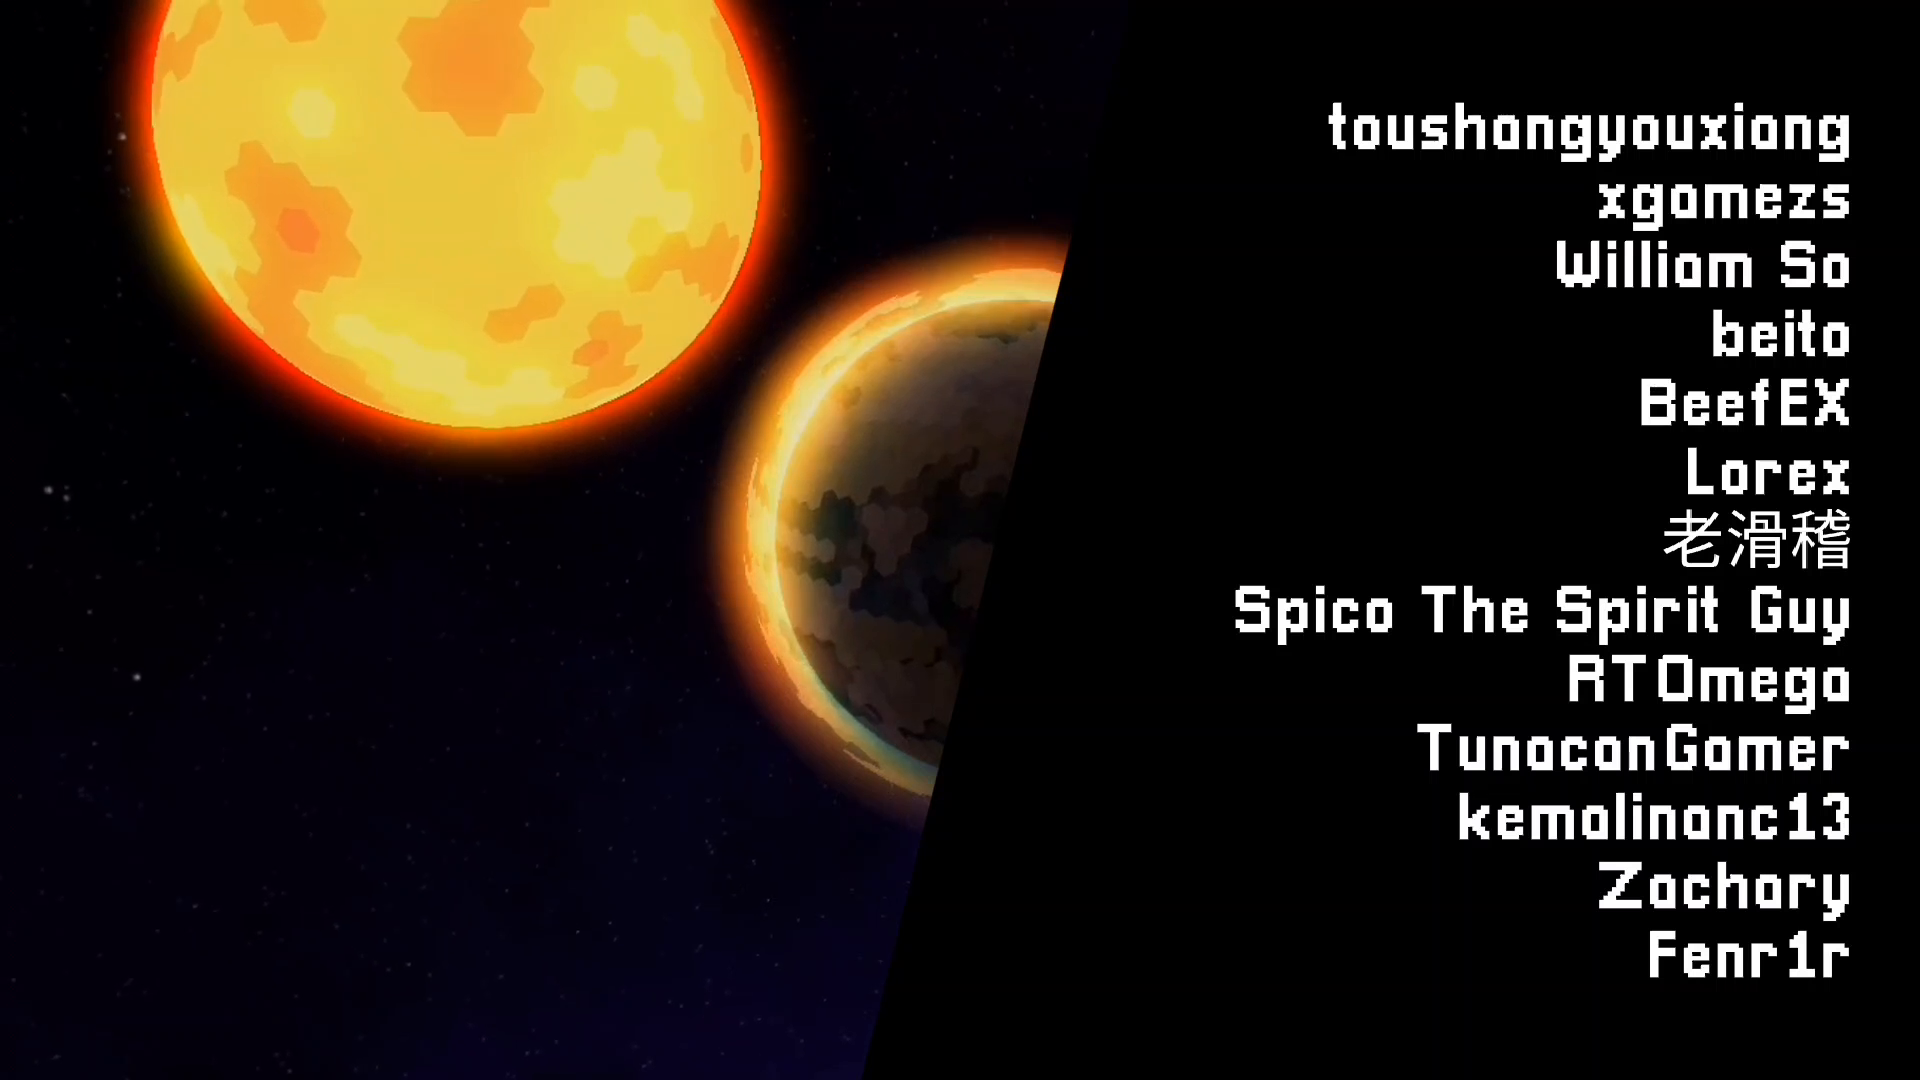 toushangyouxiang
xgamezs
William So
beito
BeefEX
Lorex
老滑稽
Spico The Spirit Guy
RTOmega
TunacanGamer
kemalinanc13
Zachary
Fenr1r